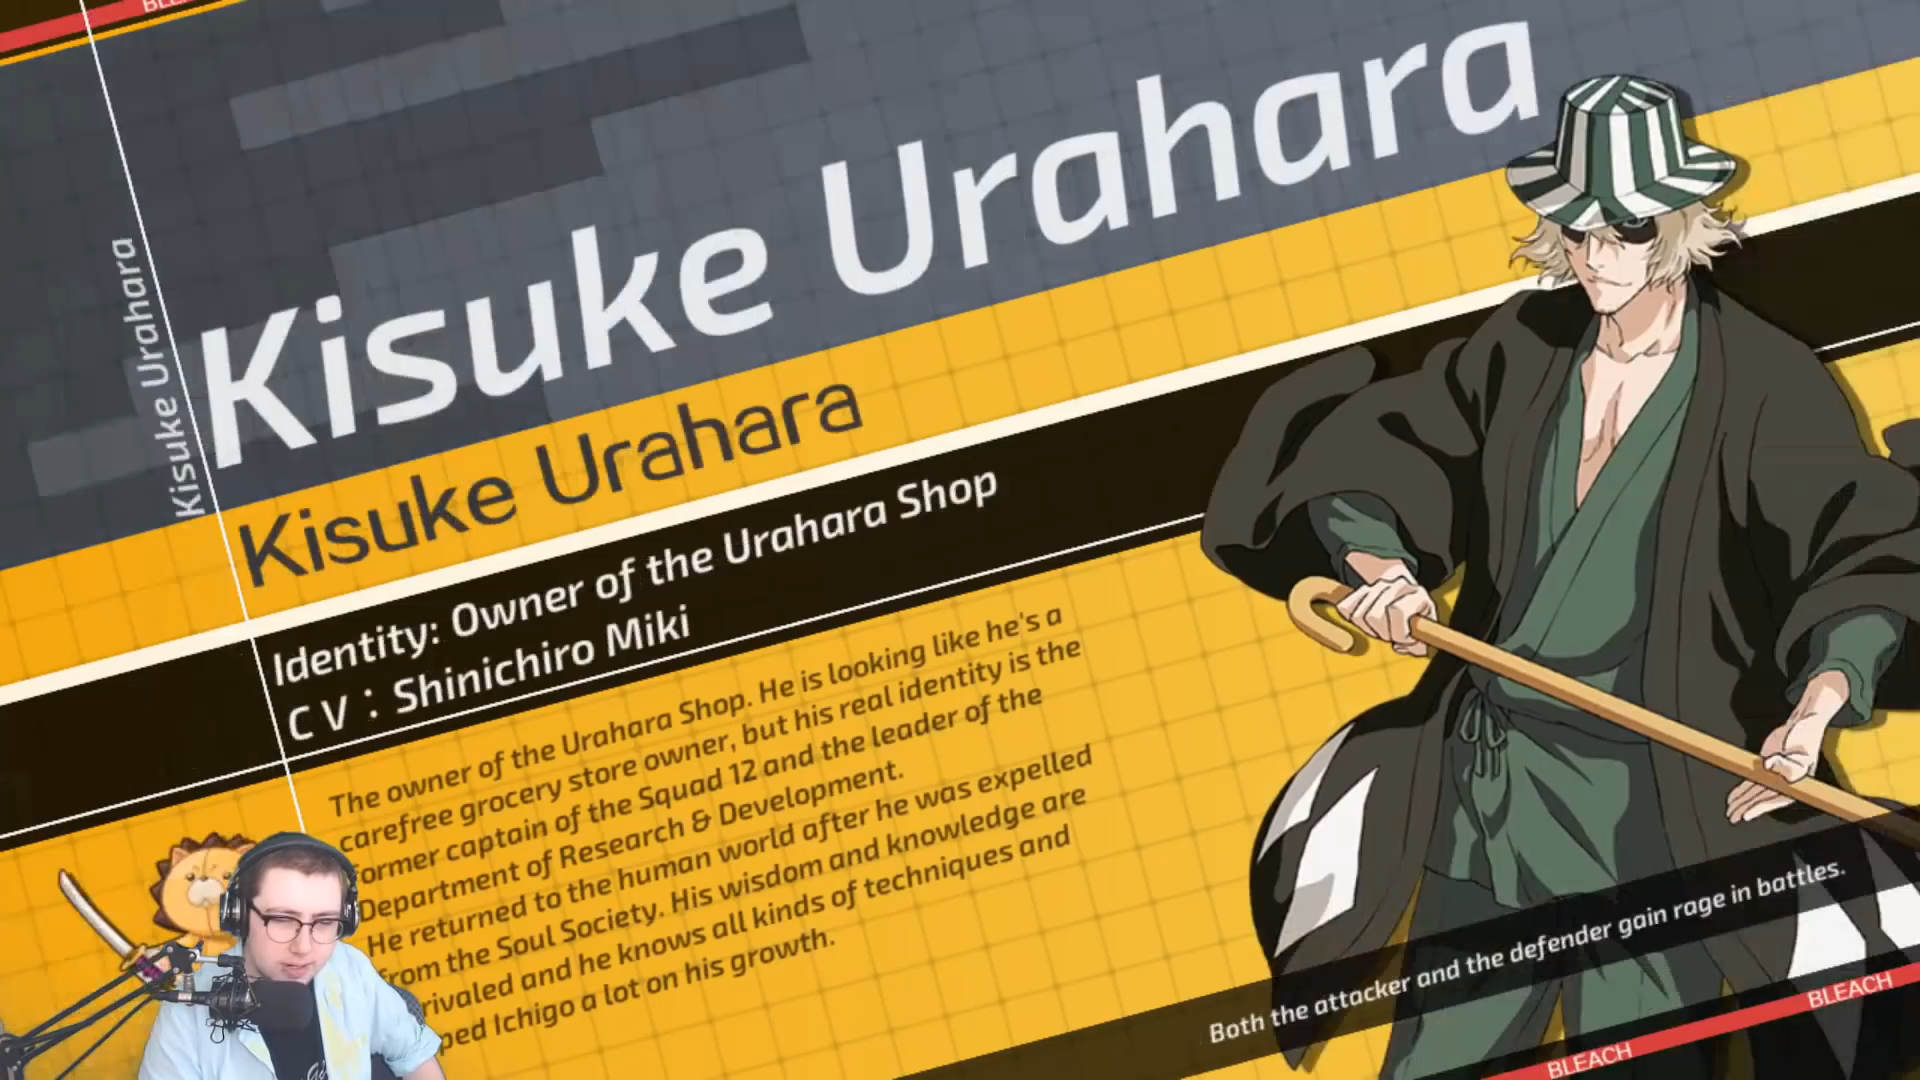 BLE
Kisuke Urahara
Kisuke Urahara
Kisuke Urahara
Identity: Owner of the Urahara Shop
CV：Shinichiro Miki
The owner of the Urahara Shop. He is looking like he's a
carefree grocery store owner, but his real identity is the
former captain of the Squad 12 and the leader of the
Department of Research & Development.
He returned to the human world after he was expelled
from the Soul Society. His wisdom and knowledge are
rivaled and he knows all kinds of techniques and
ped Ichigo a lot on his growth.
Both the attacker and the defender gain rage in battles.
BLEACH
BLEACH